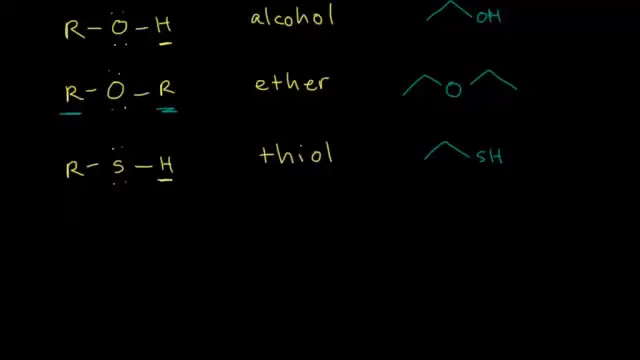 R-O-H alcohol OH
R-O-R ether O
R-S-H thiol SH